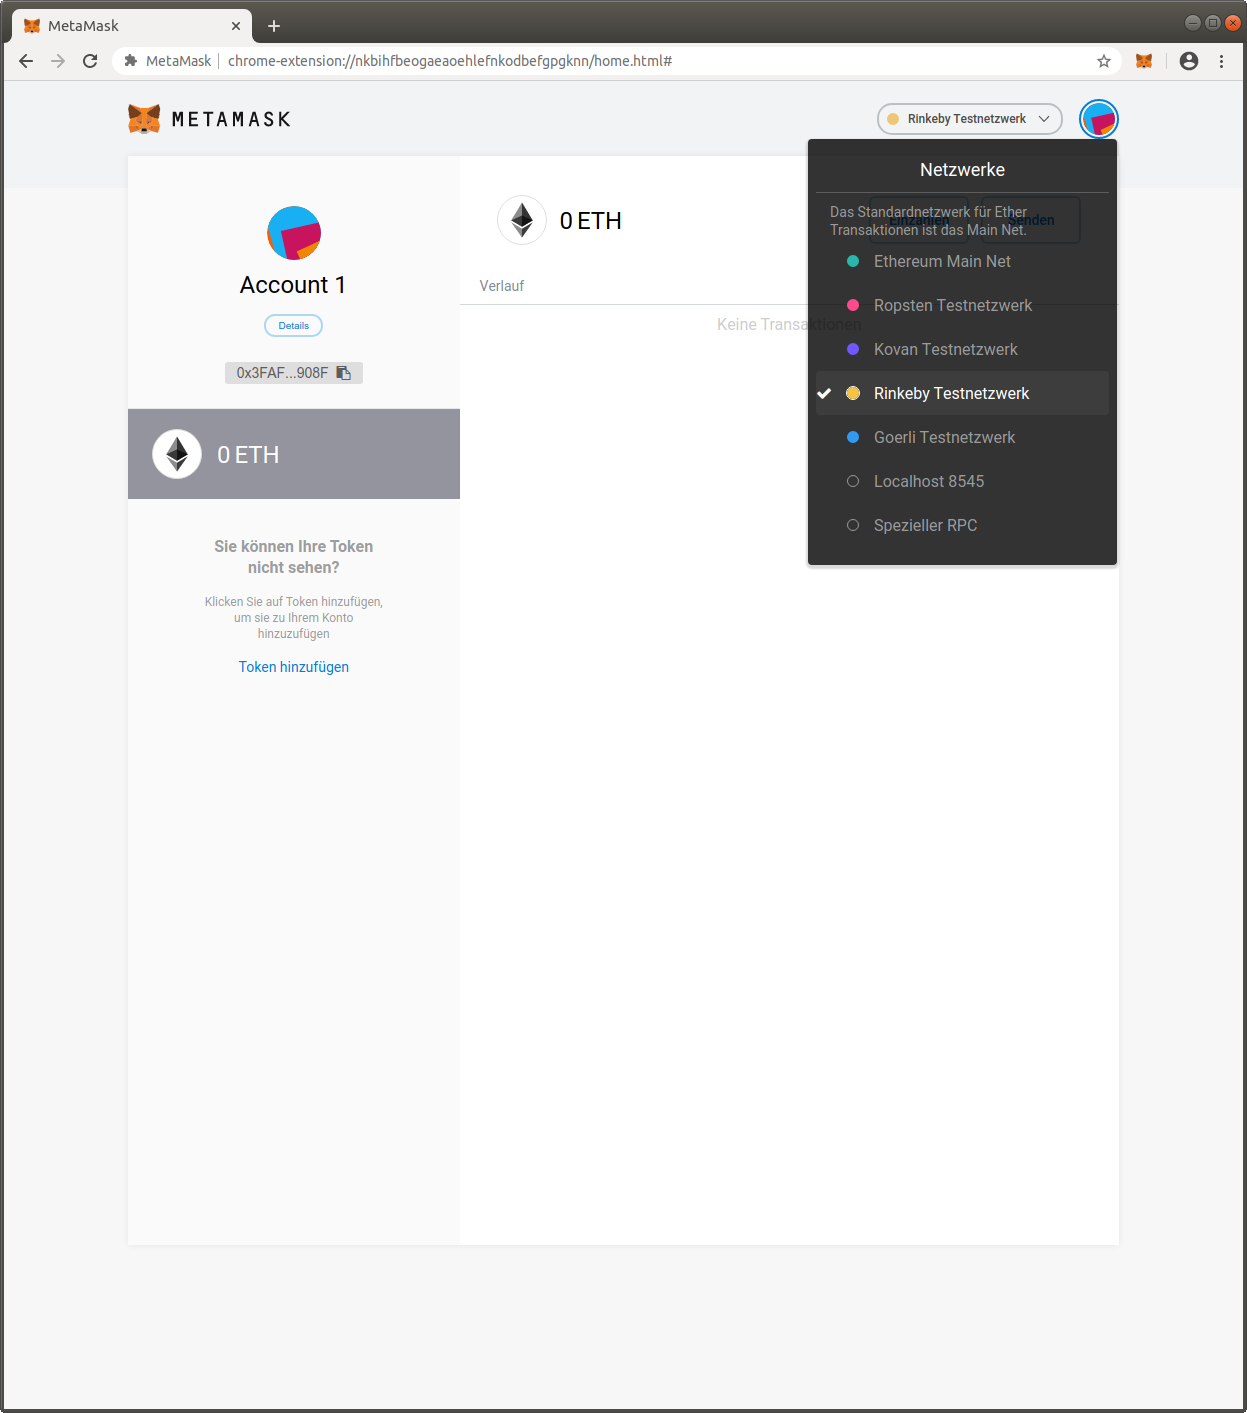 MetaMask
MetaMask chrome-extension://nkbihfbeogaeaoehlefnkodbefgpgknn/home.html#
METAMASK
Rinkeby Testnetzwerk
Account 1
Details
0x3FAF...908F
0 ETH
Sie können Ihre Token
nicht sehen?
Klicken Sie auf Token hinzufügen,
um sie zu Ihrem Konto
hinzuzufügen
Token hinzufügen
0 ETH
Einzahlen
Senden
Verlauf
Keine Transaktionen
Netzwerke
Das Standardnetzwerk für Ether
Transaktionen ist das Main Net.
Ethereum Main Net
Ropsten Testnetzwerk
Kovan Testnetzwerk
Rinkeby Testnetzwerk
Goerli Testnetzwerk
Localhost 8545
Spezieller RPC